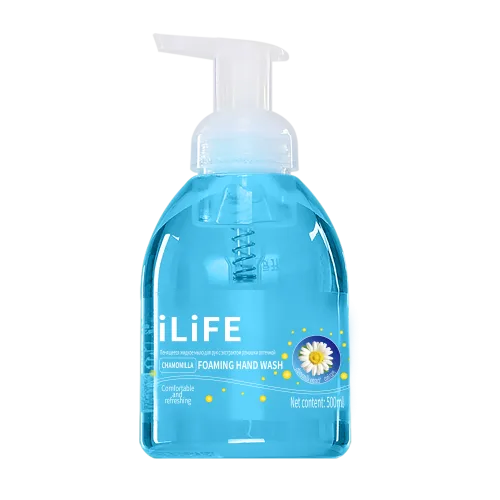 iLiFE
CHAMOMILLA FOAMING HAND WASH
Comfortable
and
refreshing
Net content: 500ml